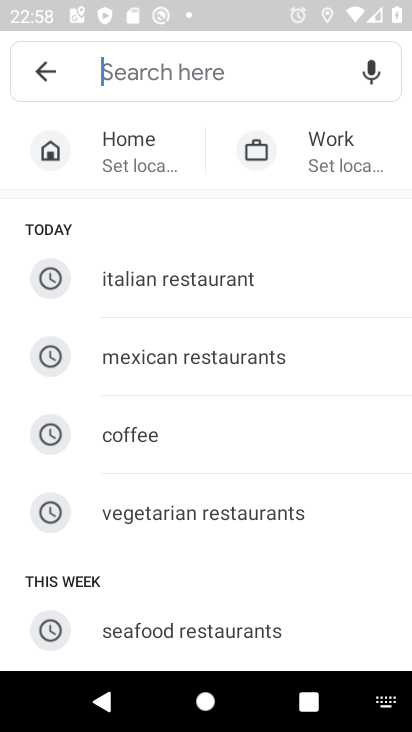 22:58
Search here
Home
Set loca...
Work
Set loca...
TODAY
italian restaurant
mexican restaurants
coffee
vegetarian restaurants
THIS WEEK
seafood restaurants